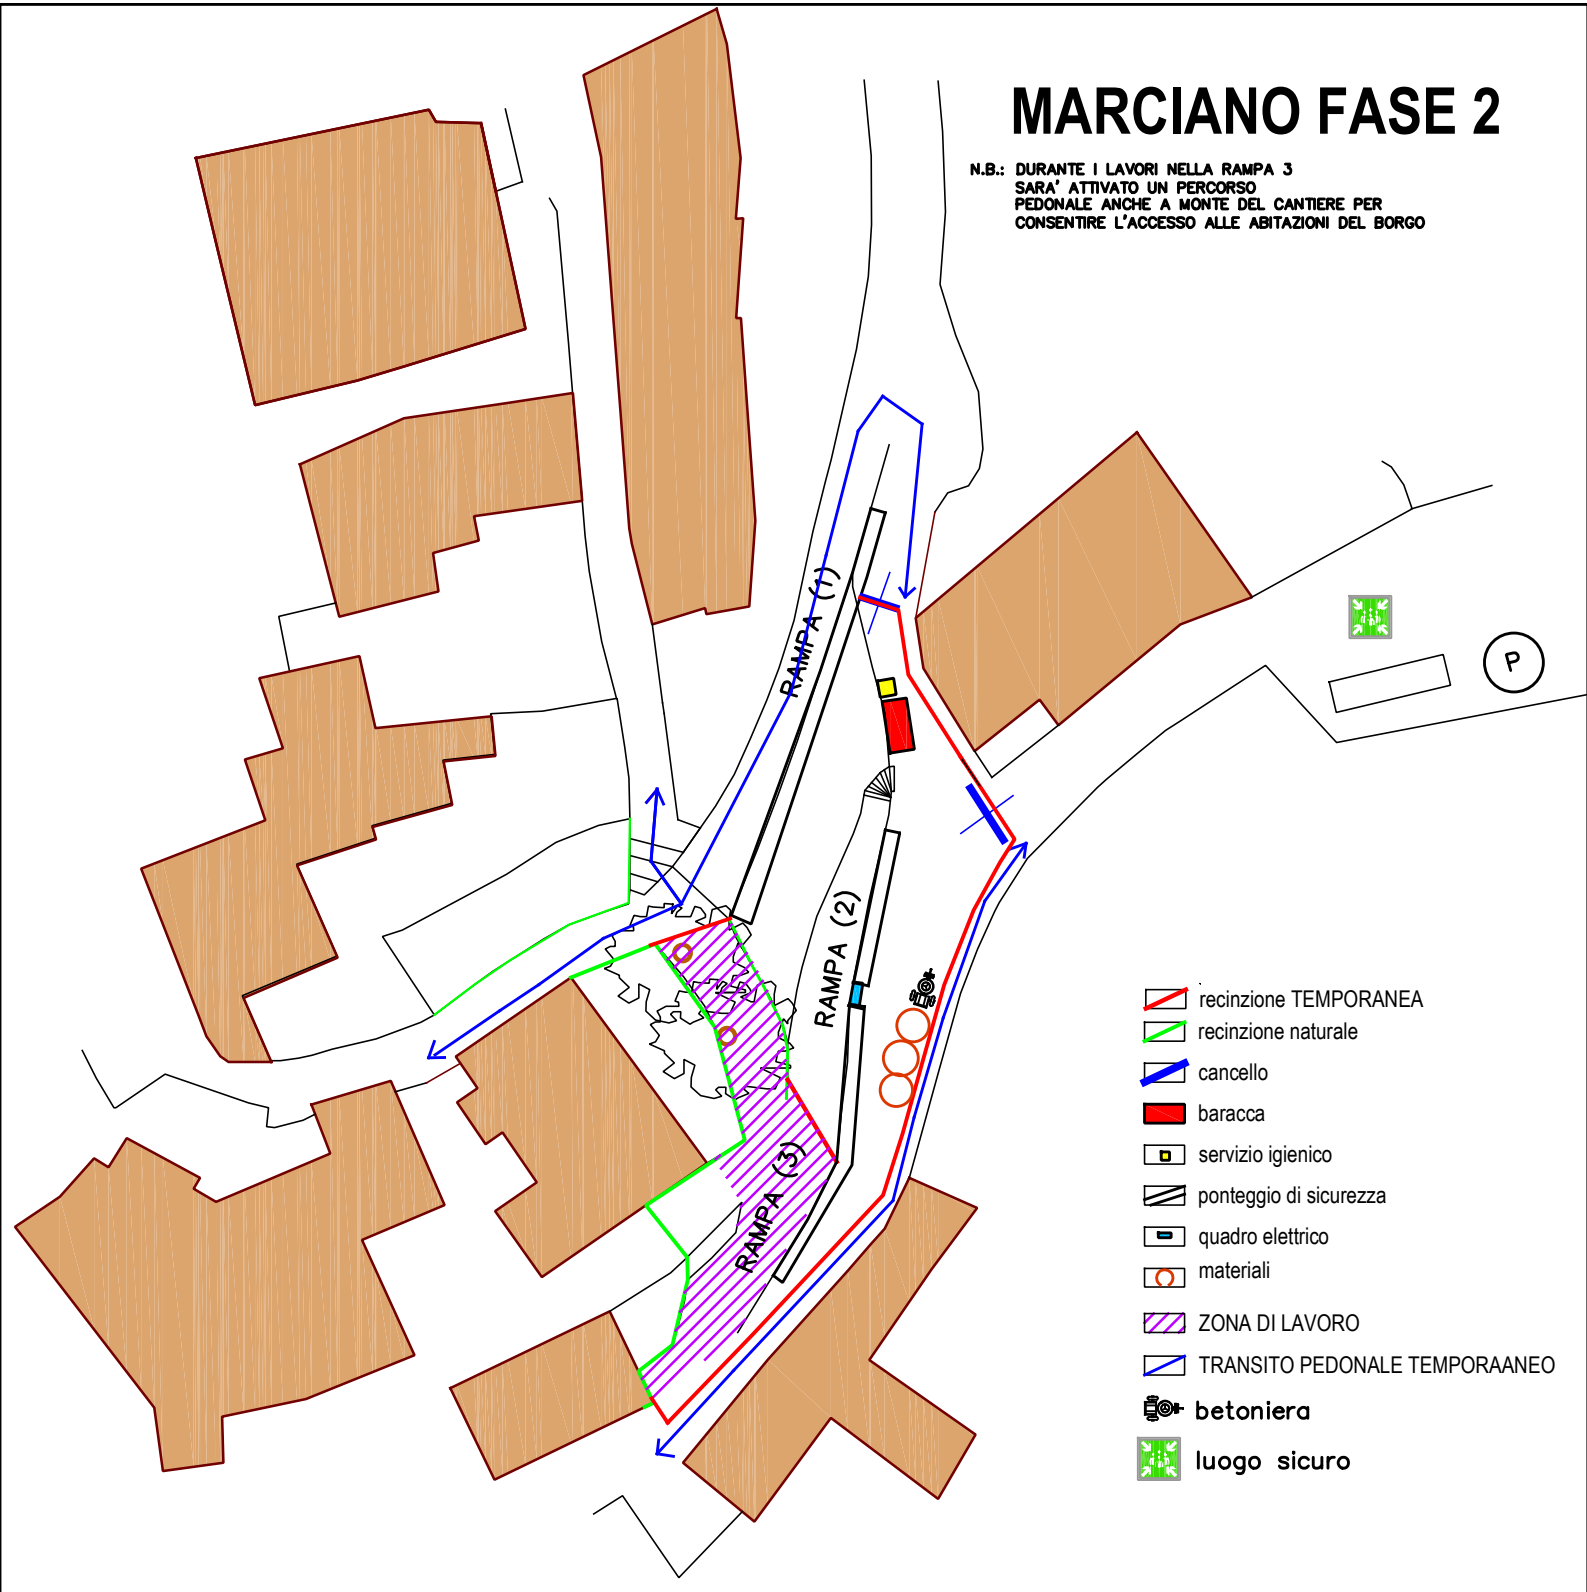 MARCIANO FASE 2
N.B.: DURANTE I LAVORI NELLA RAMPA 3
SARA' ATTIVATO UN PERCORSO
PEDONALE ANCHE A MONTE DEL CANTIERE PER
CONSENTIRE L'ACCESSO ALLE ABITAZIONI DEL BORGO
RAMPA (1)
P
RAMPA (2)
RAMPA (3)
recinzione TEMPORANEA
recinzione naturale
cancello
baracca
servizio igienico
ponteggio di sicurezza
quadro elettrico
materiali
ZONA DI LAVORO
TRANSITO PEDONALE TEMPORAANEO
betoniera
luogo sicuro